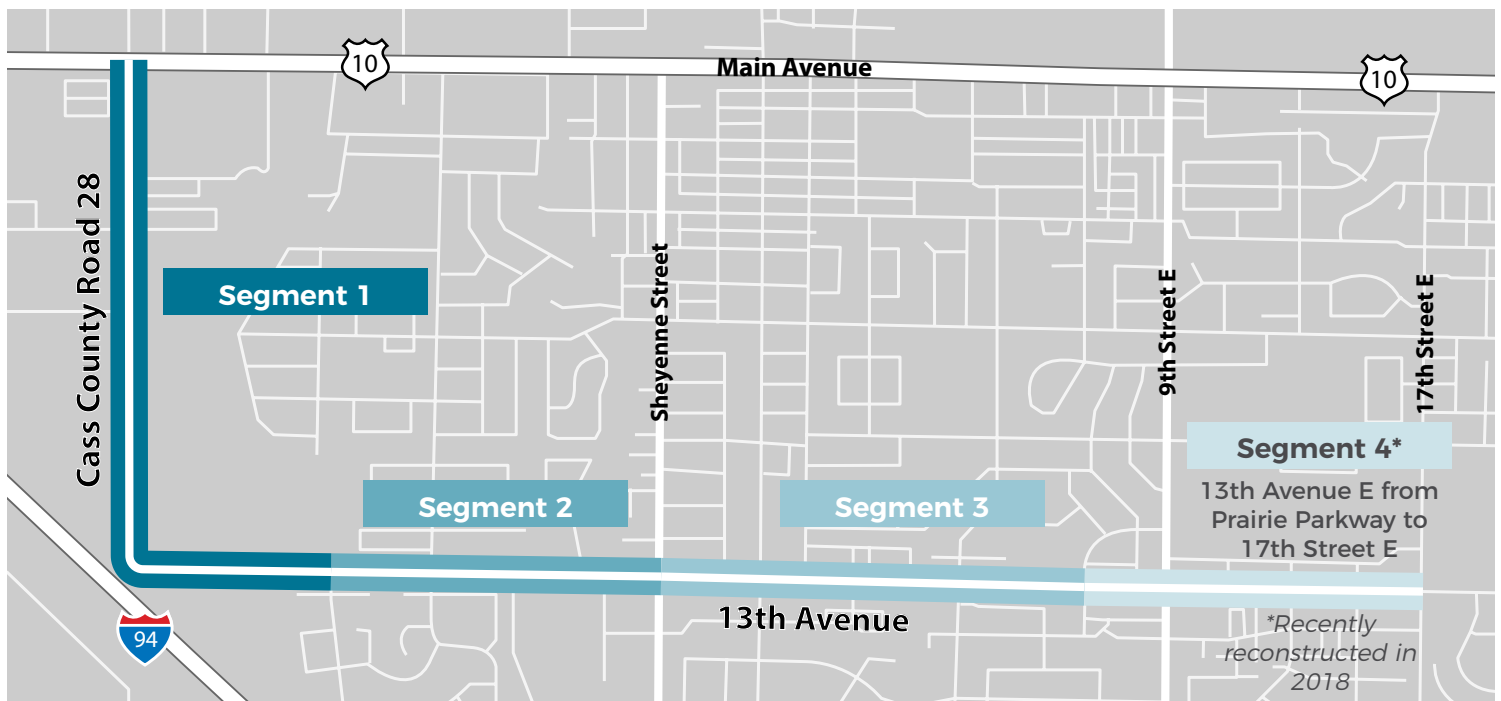 10
Main Avenue
10
Cass County Road 28
Segment 1
Sheyenne Street
9th Street E
17th Street E
Segment 2
Segment 3
Segment 4*
13th Avenue E from
Prairie Parkway to
17th Street E
13th Avenue
94
*Recently
reconstructed in
2018